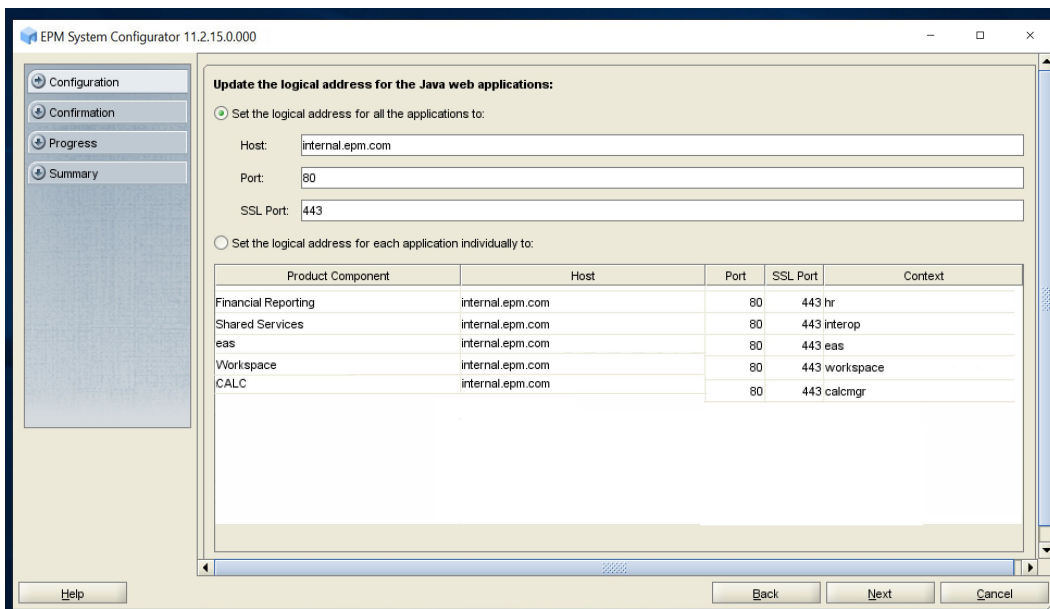 EPM System Configurator 11.2.15.0.000
Configuration
Confirmation
Progress
Summary
Update the logical address for the Java web applications:
Set the logical address for all the applications to:
Host: internal.epm.com
Port: 80
SSL Port: 443
Set the logical address for each application individually to:
Product Component Host Port SSL Port Context
Financial Reporting internal.epm.com 80 443 hr
Shared Services internal.epm.com 80 443 interop
eas internal.epm.com 80 443 eas
Workspace internal.epm.com 80 443 workspace
CALC internal.epm.com 80 443 calcmgr
Help Back Next Cancel